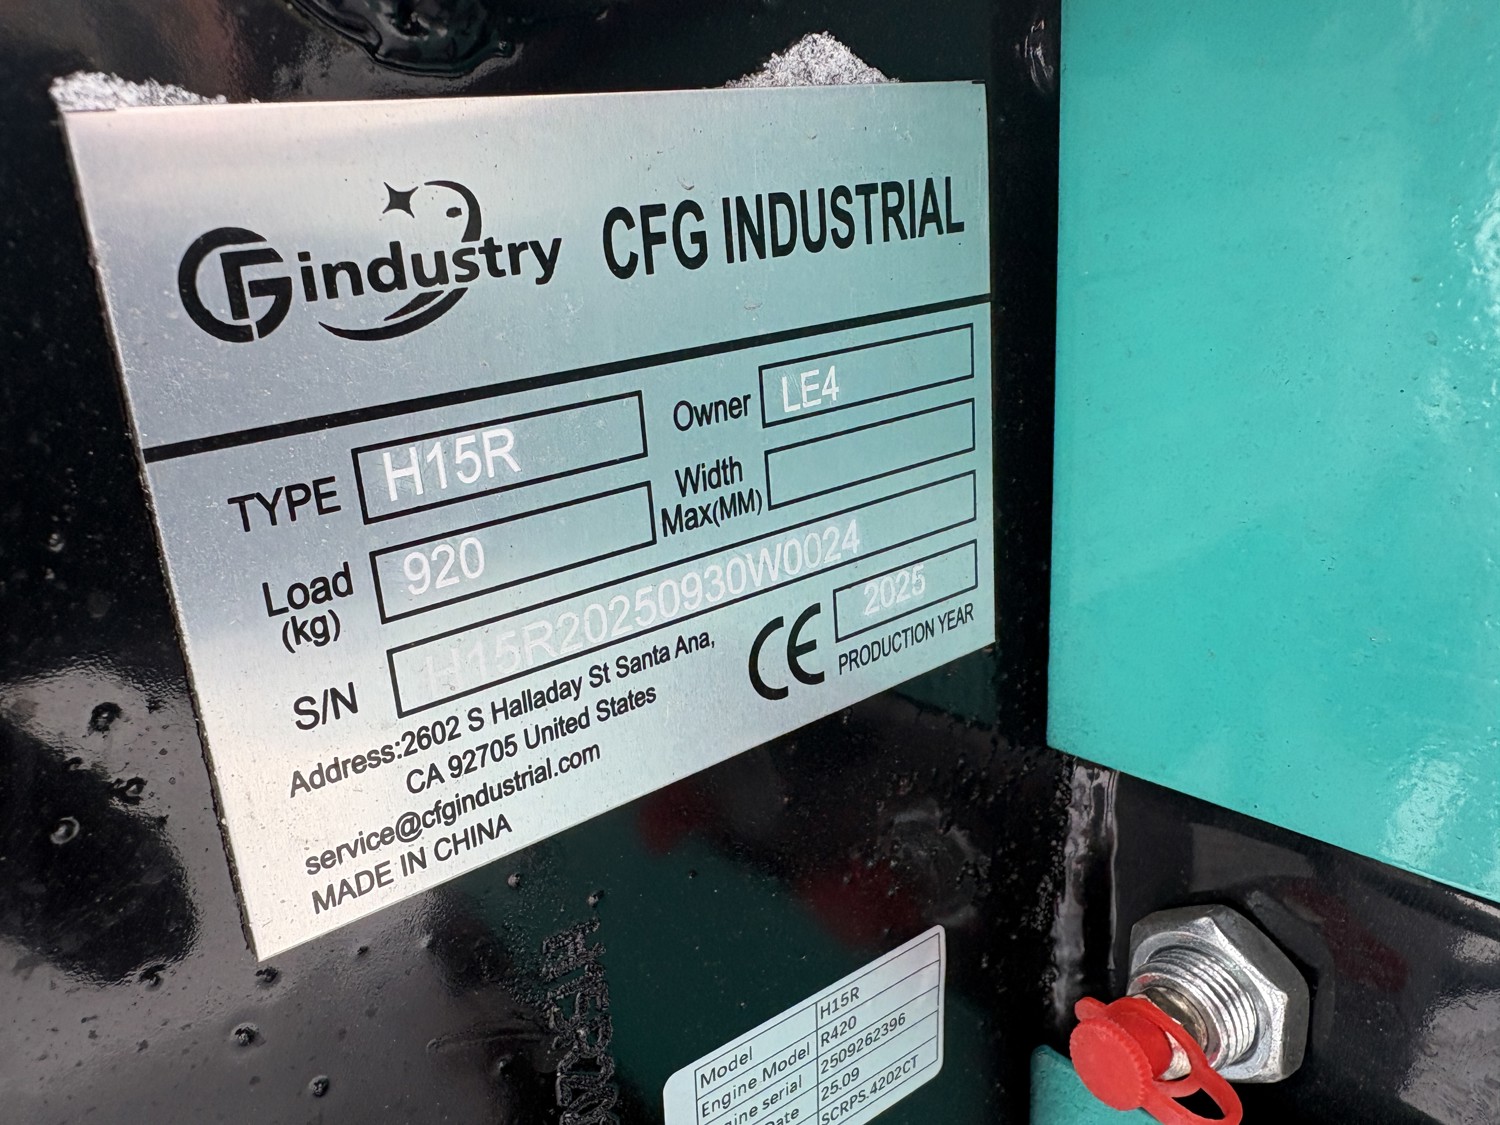 CFGindustry CFG INDUSTRIAL
TYPE H15R
Owner LE4
Load (kg) 920
Width Max(MM)
S/N H15R20250930W0024
Address:2602 S Halladay St Santa Ana,
CA 92705 United States
service@cfgindustrial.com
MADE IN CHINA
CE
2025
PRODUCTION YEAR
Model H15R
Engine Model R420
serial 2509262396
25.09
SCRPS.4202CT